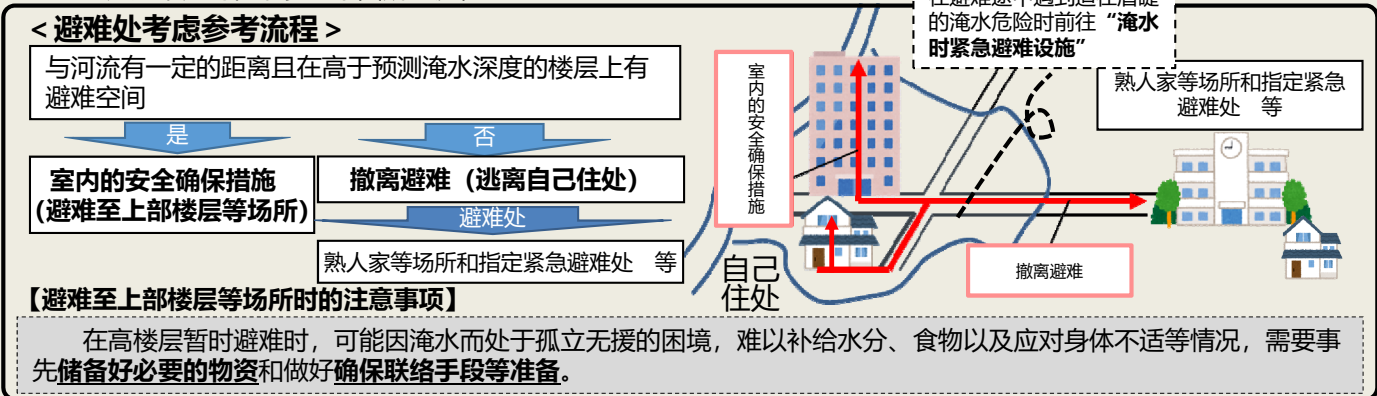 ＜避难处考虑参考流程＞
与河流有一定的距离且在高于预测淹水深度的楼层上有
避难空间
是
否
室内的安全确保措施
(避难至上部楼层等场所)
撤离避难（逃离自己住处）
避难处
熟人家等场所和指定紧急避难处　等
的淹水危险时前往“淹水
时紧急避难设施”
室内的安全确保措施
熟人家等场所和指定紧急
避难处　等
撤离避难
自己
住处
【避难至上部楼层等场所时的注意事项】
在高楼层暂时避难时，可能因淹水而处于孤立无援的困境，难以补给水分、食物以及应对身体不适等情况，需要事
先储备好必要的物资和做好确保联络手段等准备。